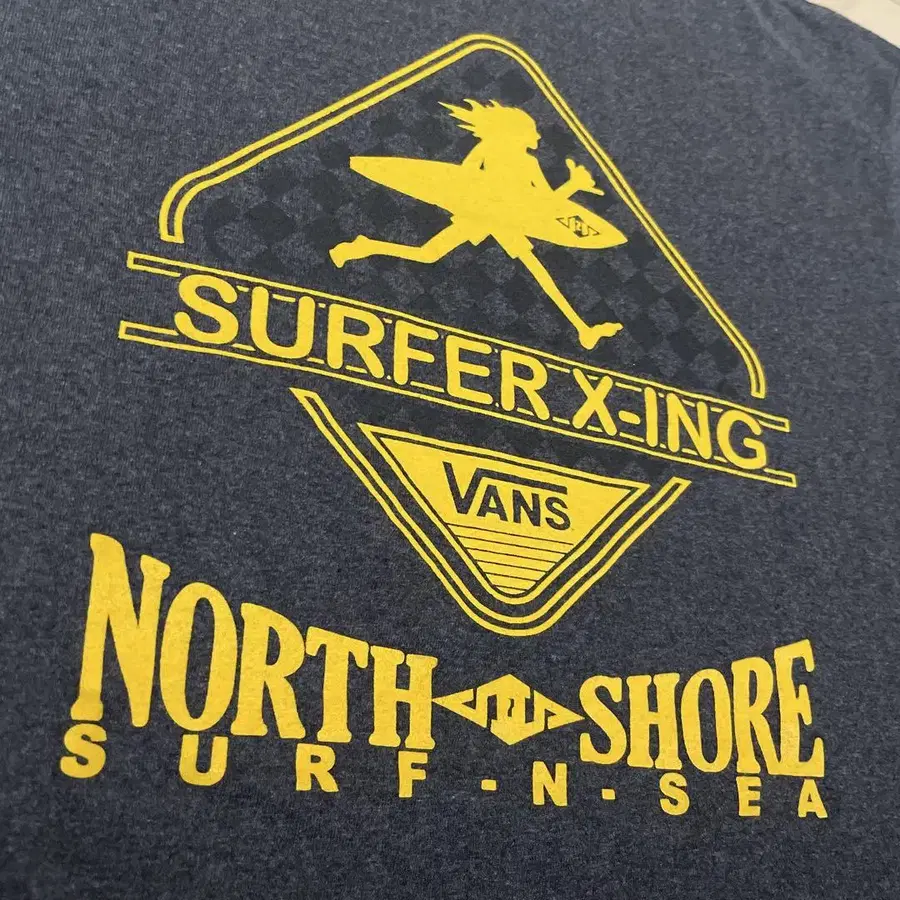 SURFER X-ING
VANS
NORTH SHORE
SURF-N-SEA